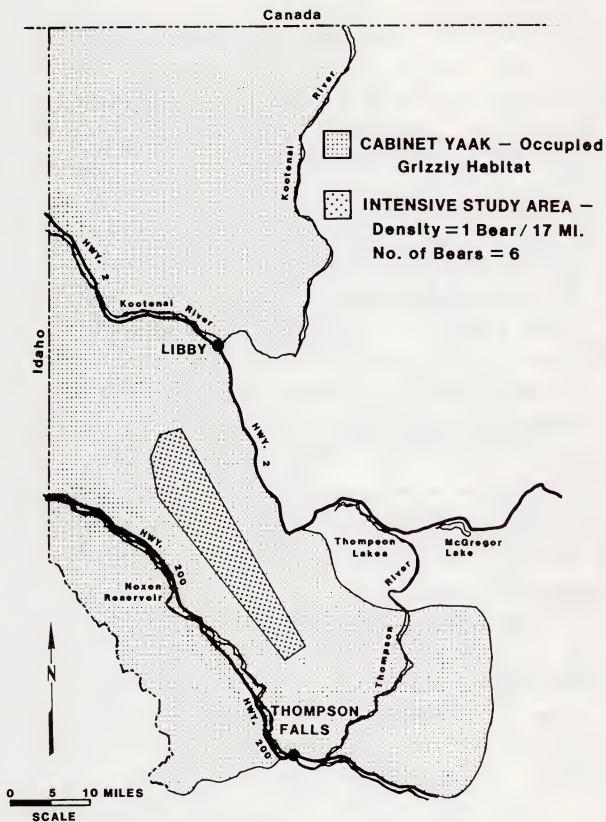 Canada
River
Kootenai
CABINET YAAK – Occupied
Grizzly Habitat
INTENSIVE STUDY AREA –
Density = 1 Bear / 17 Mi.
No. of Bears = 6
HWY. 2
Kootenai River
LIBBY
Idaho
HWY. 2
HWY. 200
Noxen
Reservoir
Thompson
Lakes
McGregor
Lake
River
Thompson
N
THOMPSON
FALLS
HWY. 200
0 5 10 MILES
SCALE